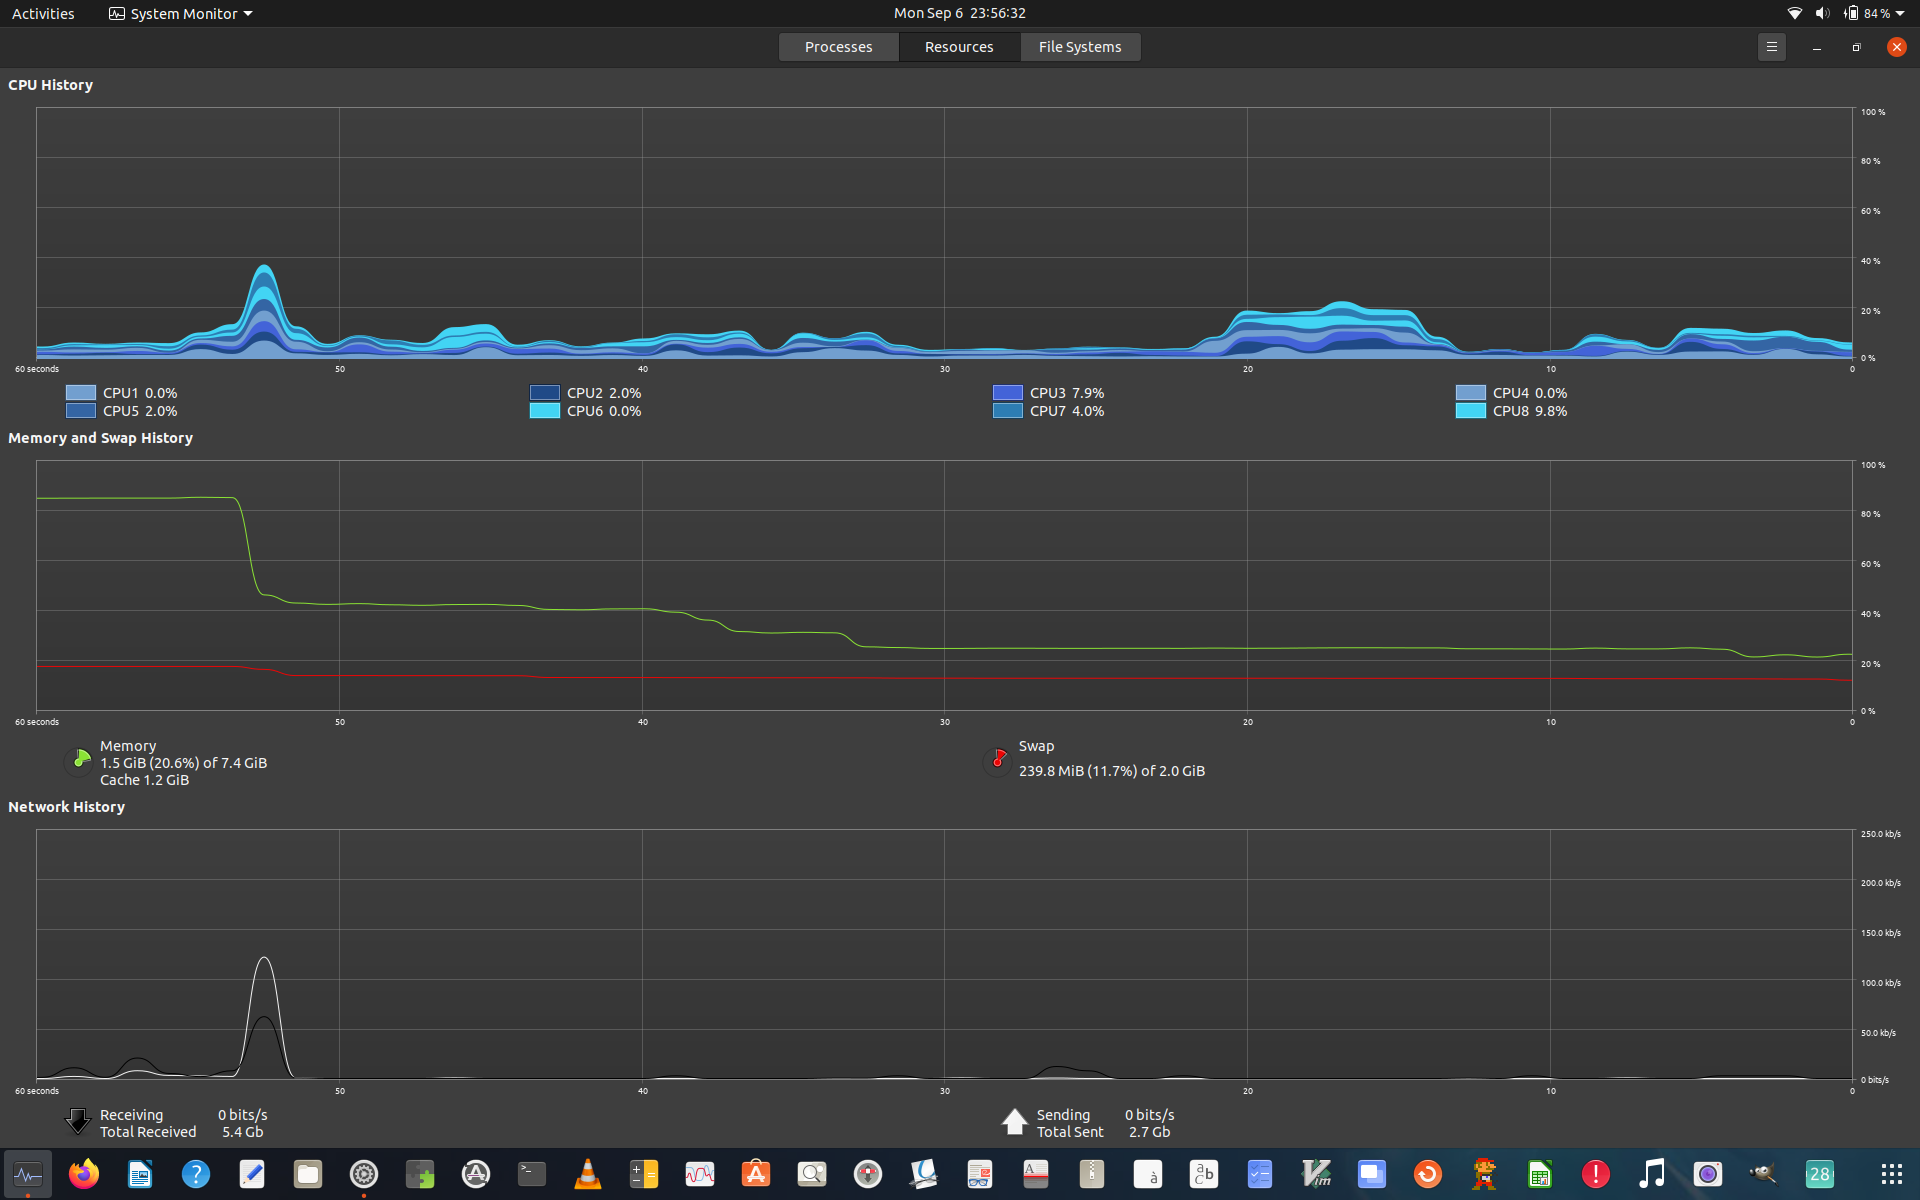 Activities System Monitor Mon Sep 6 23:56:32 84 %
Processes Resources File Systems
CPU History
100 %
80 %
60 %
40 %
20 %
0 %
60 seconds 50 40 30 20 10 0
CPU1 0.0% CPU2 2.0% CPU3 7.9% CPU4 0.0%
CPU5 2.0% CPU6 0.0% CPU7 4.0% CPU8 9.8%
Memory and Swap History
100 %
80 %
60 %
40 %
20 %
0 %
60 seconds 50 40 30 20 10 0
Memory
1.5 GiB (20.6%) of 7.4 GiB
Cache 1.2 GiB
Swap
239.8 MiB (11.7%) of 2.0 GiB
Network History
250.0 kb/s
200.0 kb/s
150.0 kb/s
100.0 kb/s
50.0 kb/s
0 bits/s
60 seconds 50 40 30 20 10 0
Receiving 0 bits/s
Total Received 5.4 Gb
Sending 0 bits/s
Total Sent 2.7 Gb
? >_ A à a b C Vim ! 28